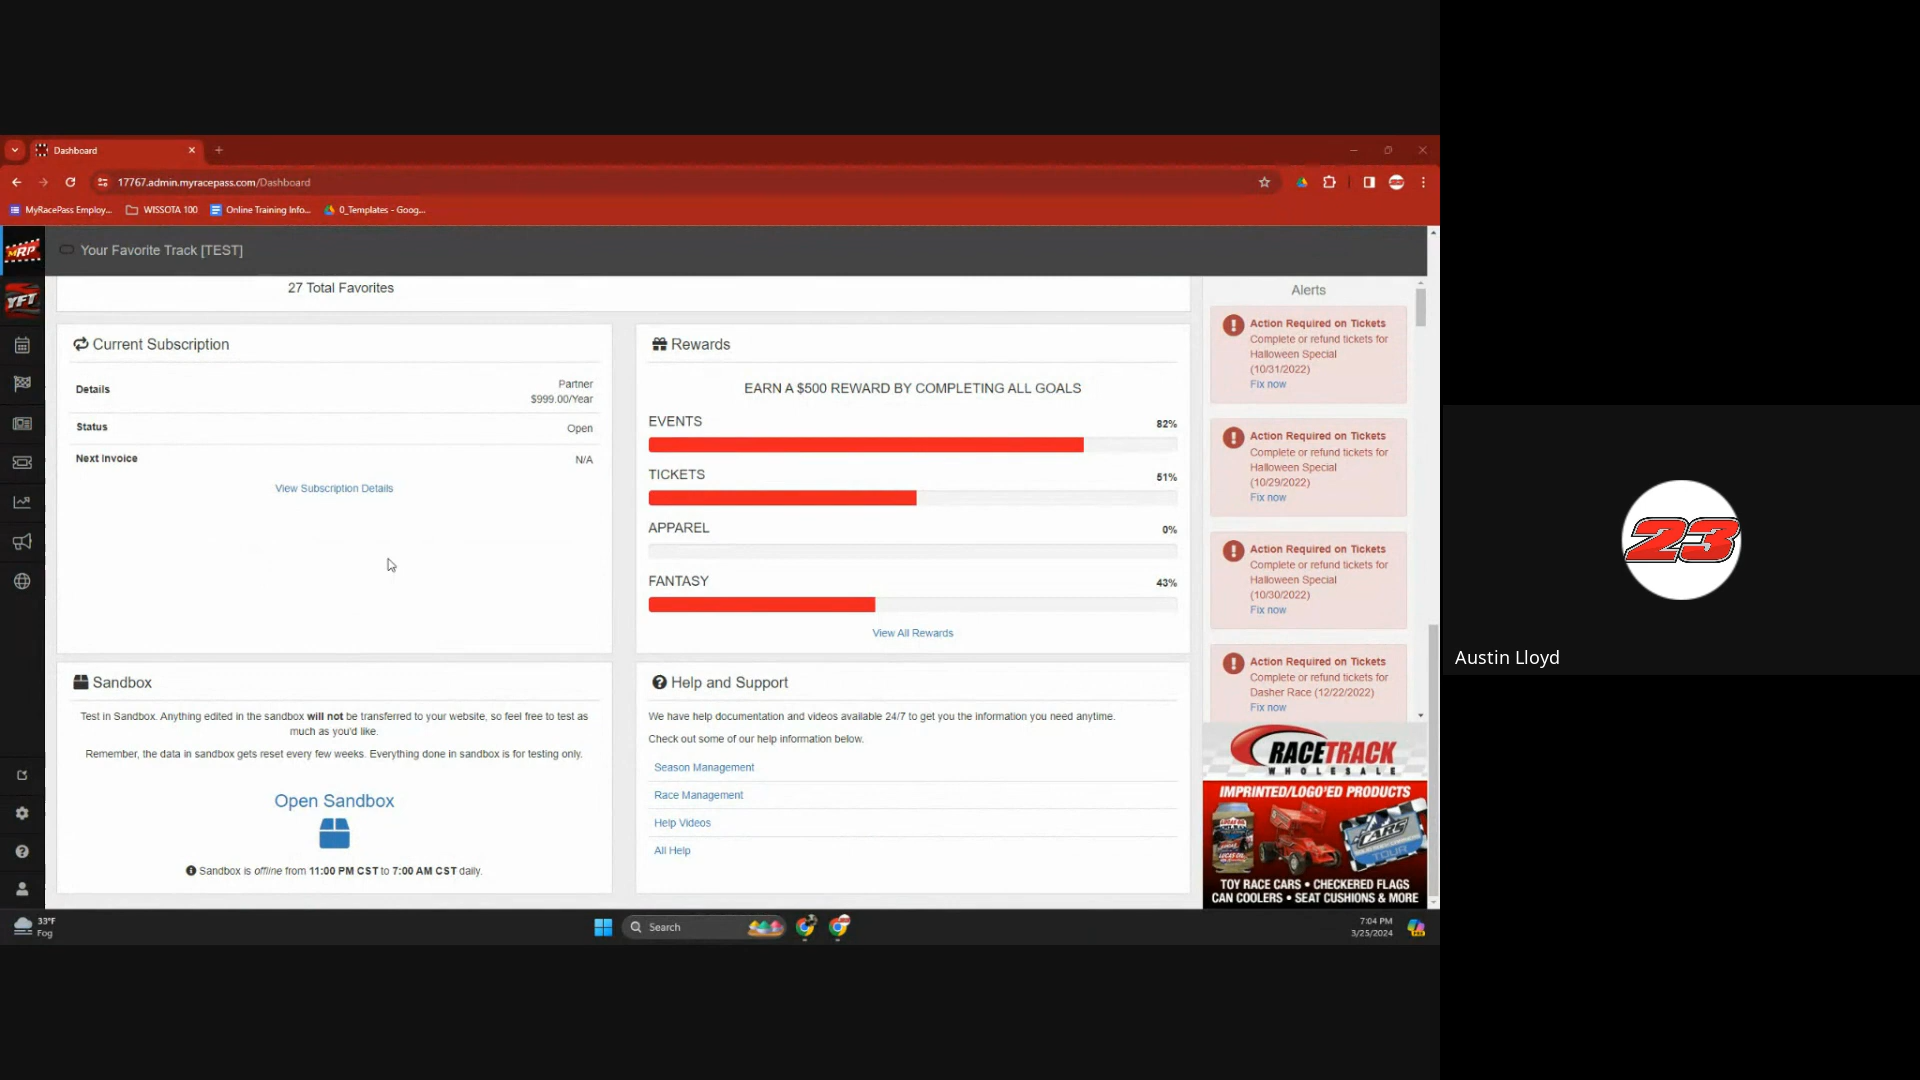 Dashboard
17767.admin.myracepass.com/Dashboard
MyRacePass Employ...
WISSOTA 100
Online Training Info...
0_Templates - Goog...
MRP
Your Favorite Track [TEST]
YFT
27 Total Favorites
Current Subscription
Details
Partner
$999.00/Year
Status
Open
Next Invoice
N/A
View Subscription Details
Rewards
EARN A $500 REWARD BY COMPLETING ALL GOALS
EVENTS
82%
TICKETS
51%
APPAREL
0%
FANTASY
43%
View All Rewards
Sandbox
Test in Sandbox. Anything edited in the sandbox will not be transferred to your website, so feel free to test as
much as you'd like.
Remember, the data in sandbox gets reset every few weeks. Everything done in sandbox is for testing only.
Open Sandbox
Sandbox is offline from 11:00 PM CST to 7:00 AM CST daily.
Help and Support
We have help documentation and videos available 24/7 to get you the information you need anytime.
Check out some of our help information below.
Season Management
Race Management
Help Videos
All Help
Alerts
Action Required on Tickets
Complete or refund tickets for
Halloween Special
(10/31/2022)
Fix now
Action Required on Tickets
Complete or refund tickets for
Halloween Special
(10/29/2022)
Fix now
Action Required on Tickets
Complete or refund tickets for
Halloween Special
(10/30/2022)
Fix now
Action Required on Tickets
Complete or refund tickets for
Dasher Race (12/22/2022)
Fix now
RACETRACK
WHOLESALE
IMPRINTED/LOGO'ED PRODUCTS
CARS
TOUR
TOY RACE CARS • CHECKERED FLAGS
CAN COOLERS • SEAT CUSHIONS & MORE
33°F
Fog
Search
7:04 PM
3/25/2024
23
Austin Lloyd